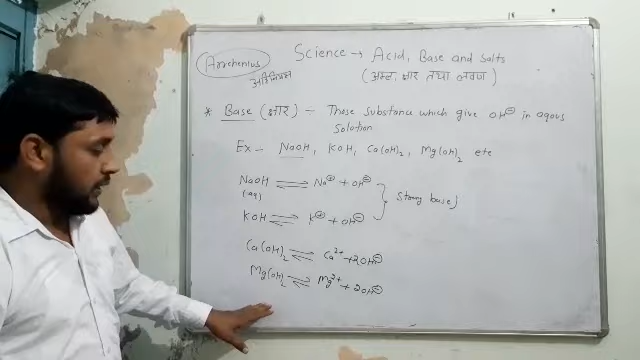 Arrhenius Science → Acid, Base and Salts
अरहेनियस (अम्ल, क्षार तथा लवण)
* Base (क्षार) – These substance which give OH⊖ in aqous
Solution
Ex – NaOH, KOH, Ca(OH)₂, Mg(OH)₂ etc
NaOH ⇌ Na⊕ + OH⊖
(aq) Strong bases
KOH ⇌ K⊕ + OH⊖
Ca(OH)₂ ⇌ Ca²⁺ + 2OH⊖
Mg(OH)₂ ⇌ Mg²⁺ + 2OH⊖